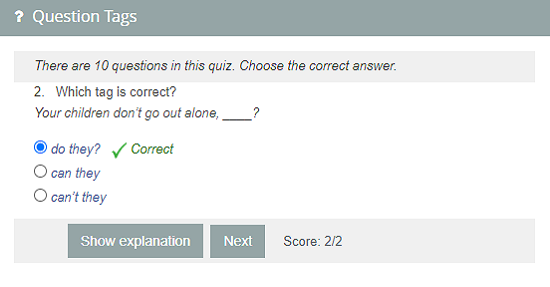 ? Question Tags
There are 10 questions in this quiz. Choose the correct answer.
2. Which tag is correct?
Your children don't go out alone, ____?
do they? ✓ Correct
can they
can't they
Show explanation Next Score: 2/2